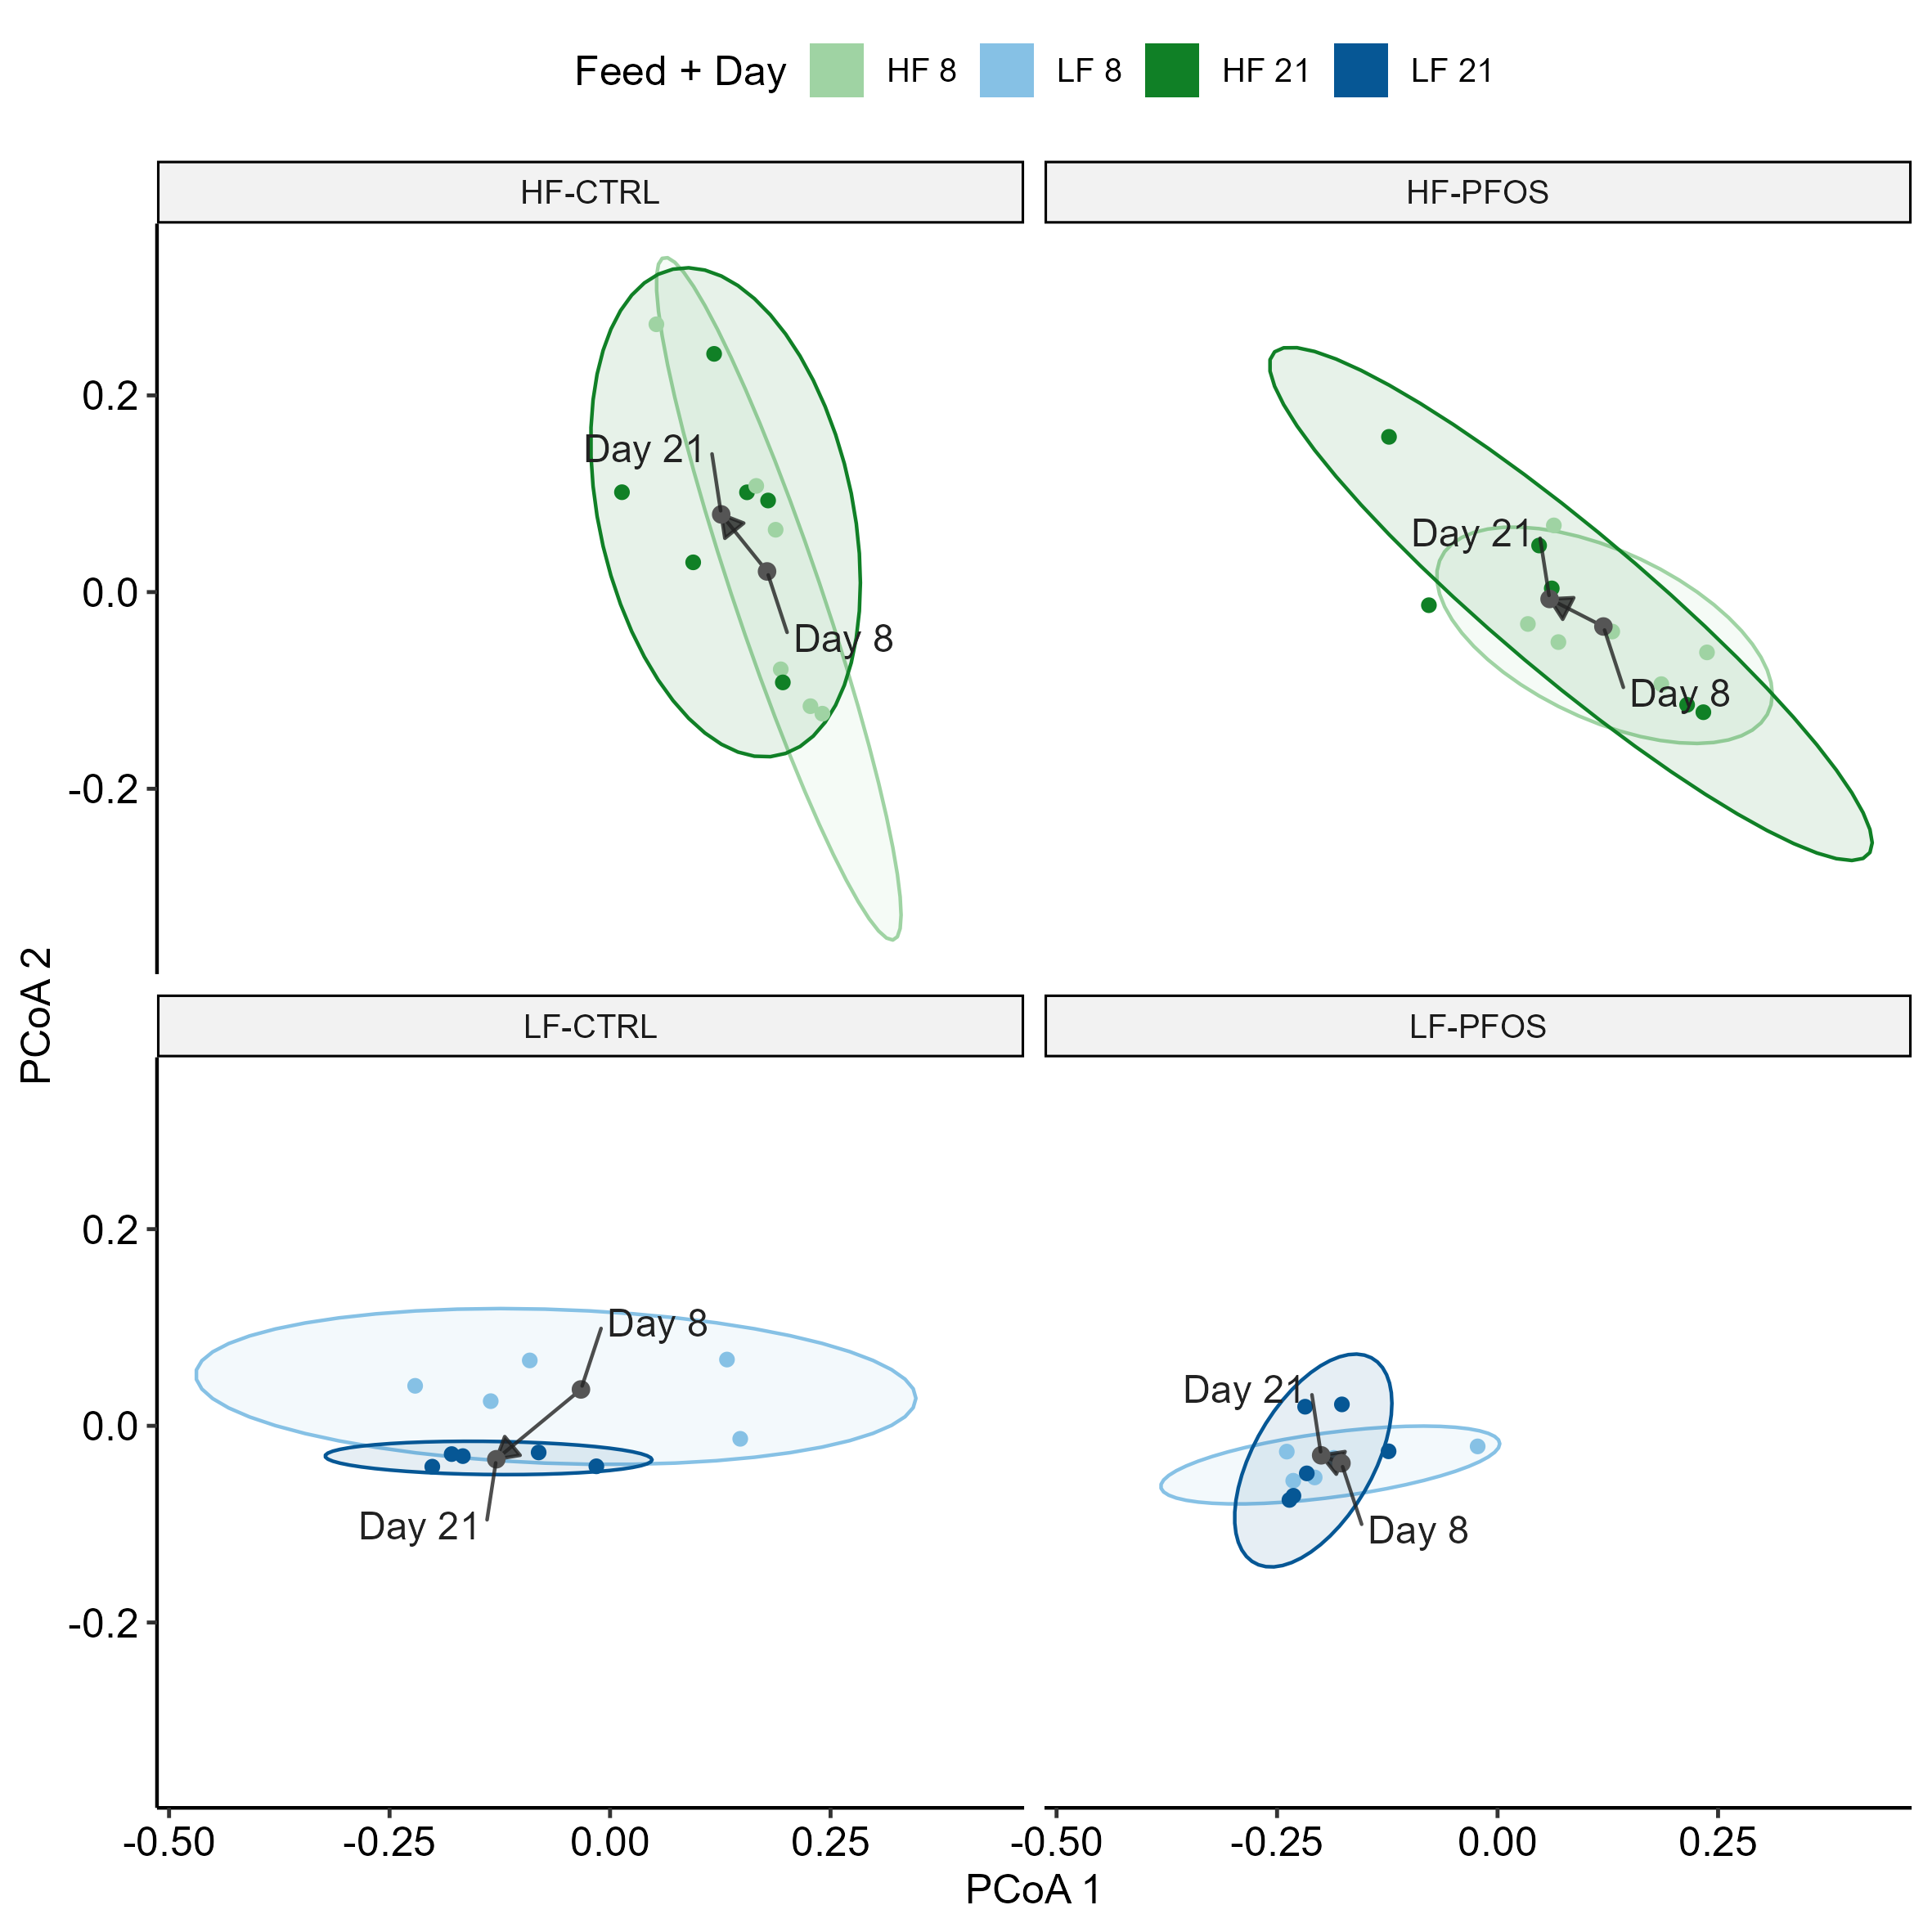 Feed + Day HF 8 LF 8 HF 21 LF 21
HF-CTRL HF-PFOS
0.2
0.0
-0.2
Day 21
Day 8
Day 21
Day 8
PCoA 2
LF-CTRL LF-PFOS
0.2
0.0
-0.2
Day 8
Day 21
Day 21
Day 8
-0.50 -0.25 0.00 0.25 -0.50 -0.25 0.00 0.25
PCoA 1